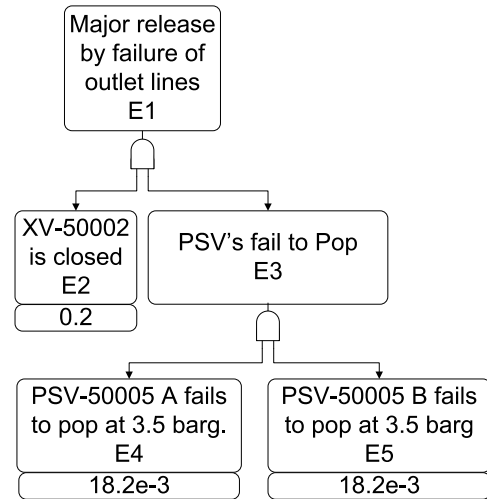 Major release
by failure of
outlet lines
E1
XV-50002
is closed
E2
0.2
PSV's fail to Pop
E3
PSV-50005 A fails
to pop at 3.5 barg.
E4
18.2e-3
PSV-50005 B fails
to pop at 3.5 barg
E5
18.2e-3